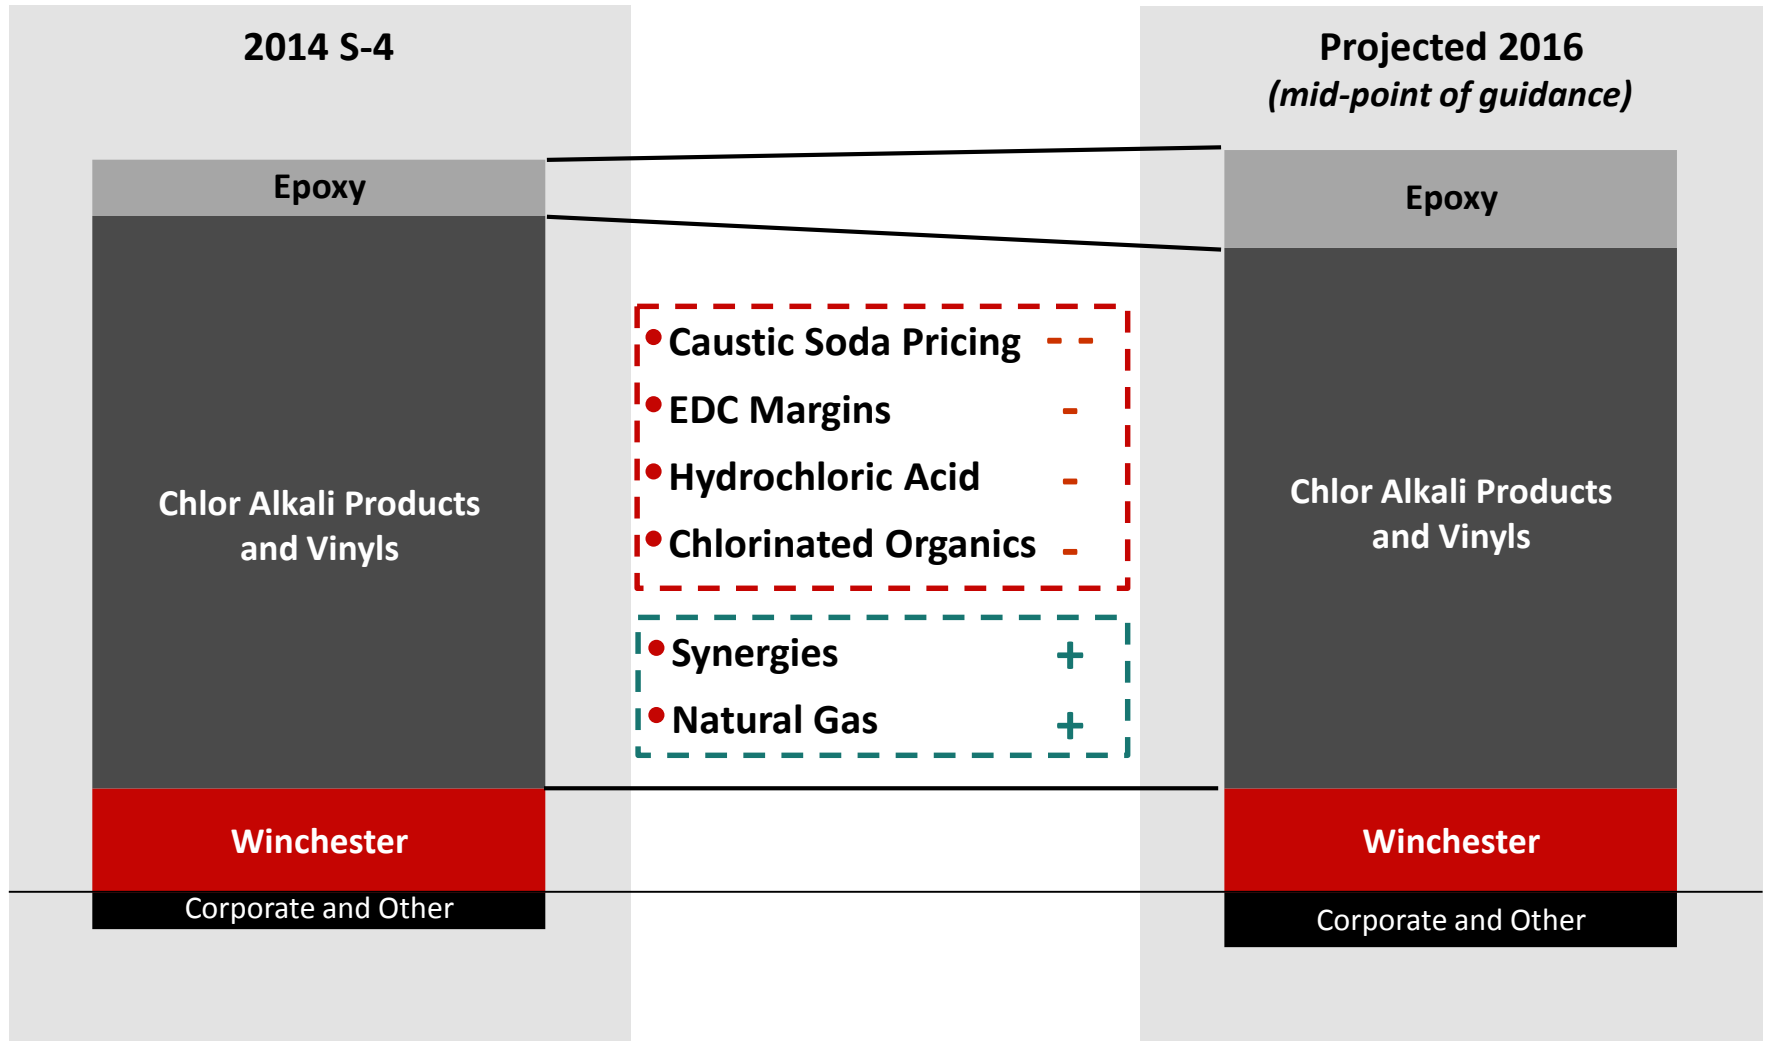 2014 S-4
Epoxy
Chlor Alkali Products
and Vinyls
Winchester
Corporate and Other
• Caustic Soda Pricing - -
• EDC Margins -
• Hydrochloric Acid -
• Chlorinated Organics -
• Synergies +
• Natural Gas +
Projected 2016
(mid-point of guidance)
Epoxy
Chlor Alkali Products
and Vinyls
Winchester
Corporate and Other